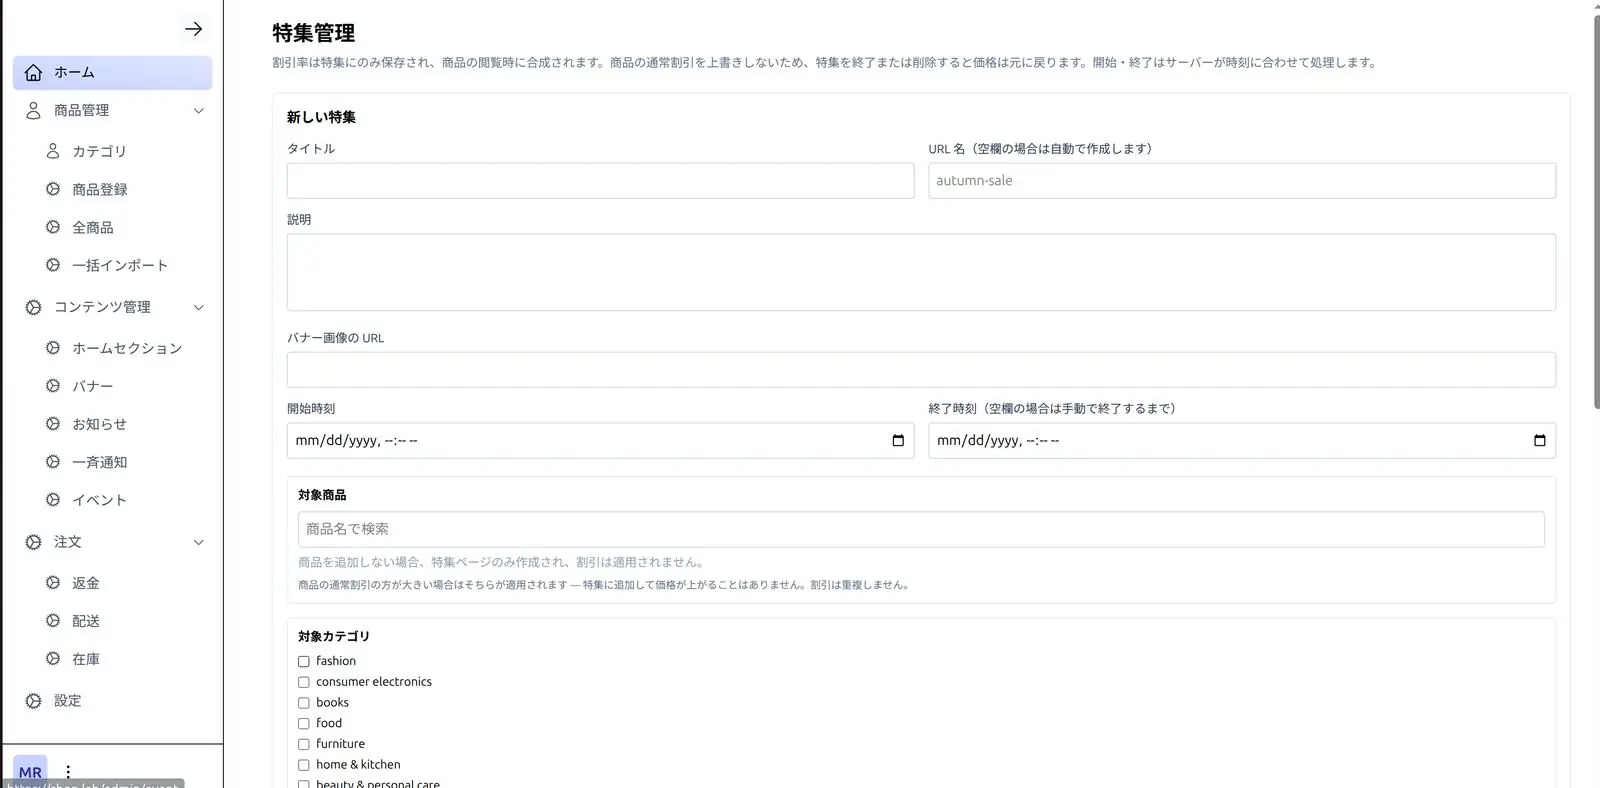 ホーム
商品管理
カテゴリ
商品登録
全商品
一括インポート
コンテンツ管理
ホームセクション
バナー
お知らせ
一斉通知
イベント
注文
返金
配送
在庫
設定
MR
特集管理
割引率は特集にのみ保存され、商品の閲覧時に合成されます。商品の通常割引を上書きしないため、特集を終了または削除すると価格は元に戻ります。開始・終了はサーバーが時刻に合わせて処理します。
新しい特集
タイトル
URL 名（空欄の場合は自動で作成します）
autumn-sale
説明
バナー画像の URL
開始時刻
終了時刻（空欄の場合は手動で終了するまで）
mm/dd/yyyy, --:-- --
mm/dd/yyyy, --:-- --
対象商品
商品名で検索
商品を追加しない場合、特集ページのみ作成され、割引は適用されません。
商品の通常割引の方が大きい場合はそちらが適用されます — 特集に追加して価格が上がることはありません。割引は重複しません。
対象カテゴリ
fashion
consumer electronics
books
food
furniture
home & kitchen
beauty & personal care